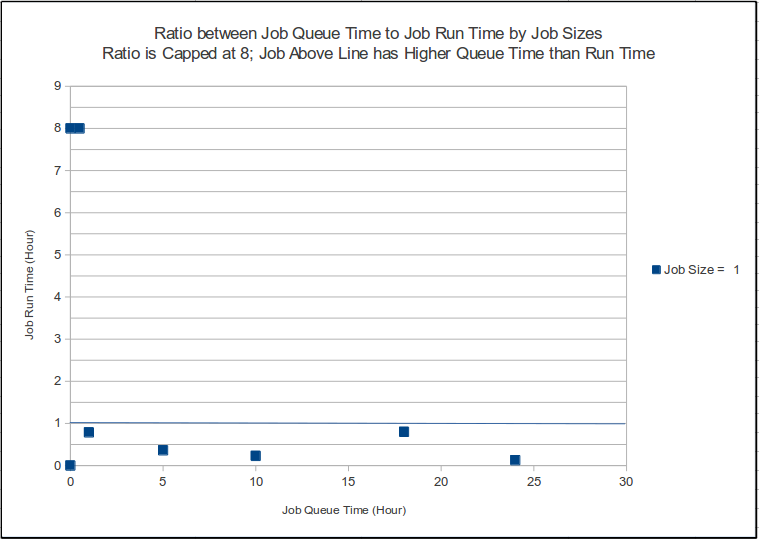 Ratio between Job Queue Time to Job Run Time by Job Sizes
Ratio is Capped at 8; Job Above Line has Higher Queue Time than Run Time
9
8
7
6
5
4
3
2
1
0
Job Run Time (Hour)
Job Size = 1
0 5 10 15 20 25 30
Job Queue Time (Hour)